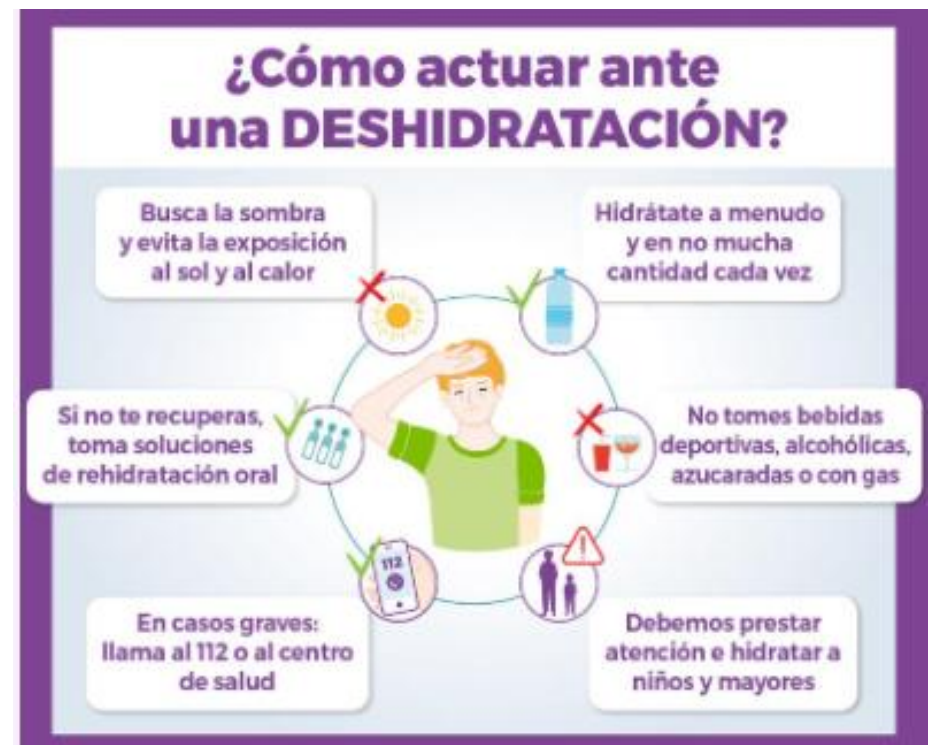 ¿Cómo actuar ante
una DESHIDRATACIÓN?
Busca la sombra
y evita la exposición
al sol y al calor
Hidrátate a menudo
y en no mucha
cantidad cada vez
Si no te recuperas,
toma soluciones
de rehidratación oral
No tomes bebidas
deportivas, alcohólicas,
azucaradas o con gas
112
En casos graves:
llama al 112 o al centro
de salud
Debemos prestar
atención e hidratar a
niños y mayores